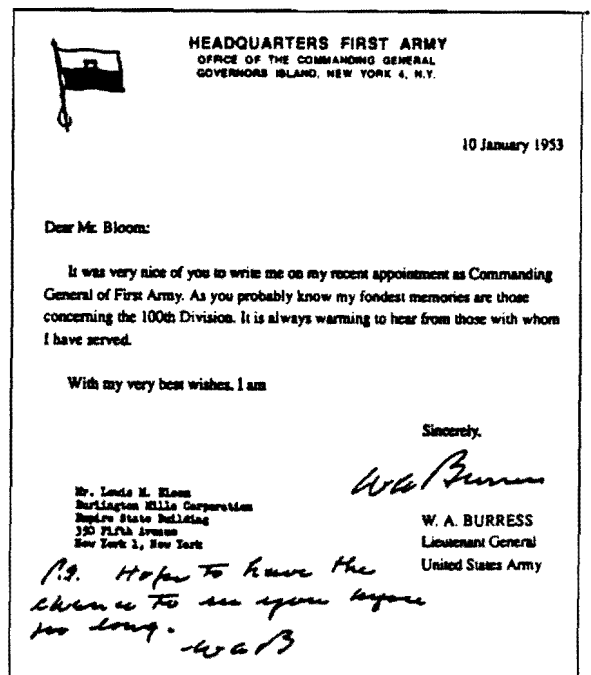 HEADQUARTERS FIRST ARMY
OFFICE OF THE COMMANDING GENERAL
GOVERNORS ISLAND, NEW YORK 4, N.Y.
10 January 1953
Dear Mr. Bloom:
It was very nice of you to write me on my recent appointment as Commanding
General of First Army. As you probably know my fondest memories are those
concerning the 100th Division. It is always warming to hear from those with whom
I have served.
With my very best wishes, I am
Sincerely,
WA Burress
W. A. BURRESS
Lieutenant General
United States Army
Mr. Louis M. Bloom
Burlington Mills Corporation
Empire State Building
350 Fifth Avenue
New York 1, New York
P.S. Hope to have the
chance to see you before
too long.
WAB